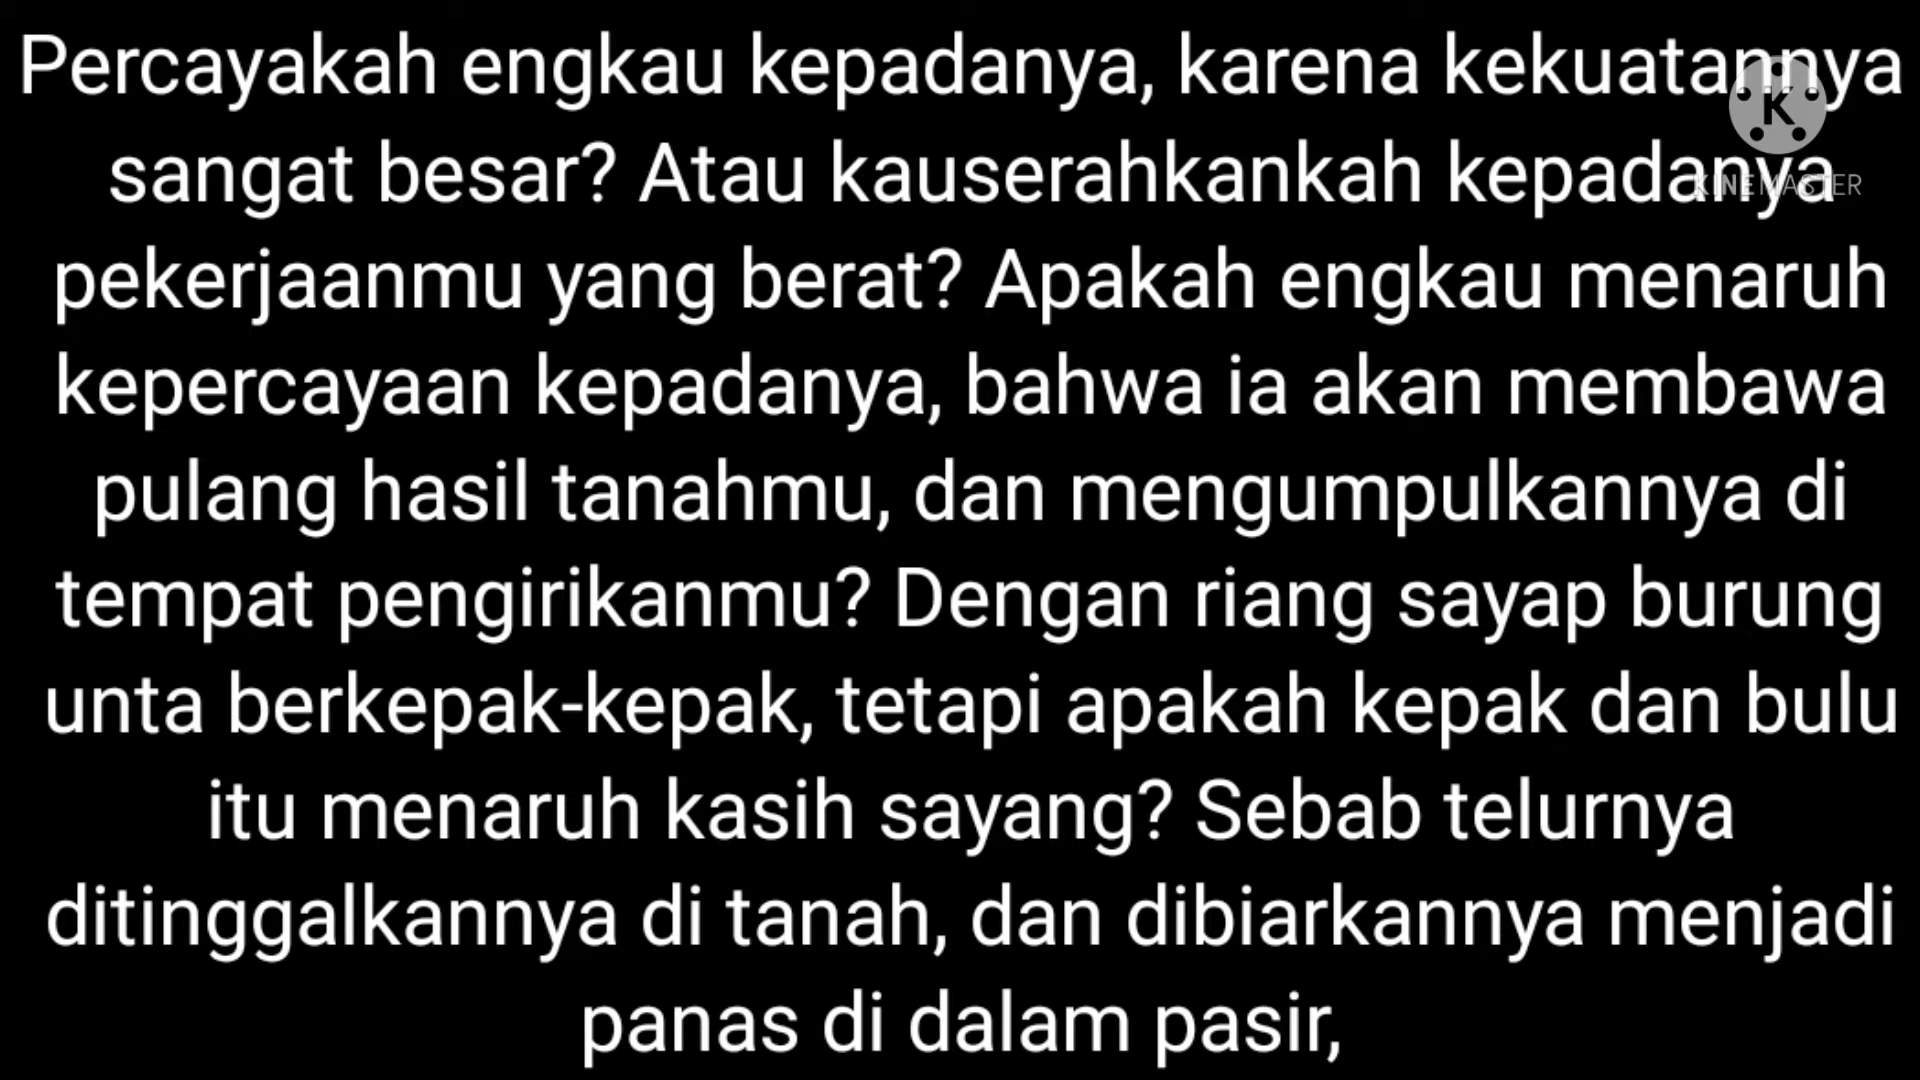 Percayakah engkau kepadanya, karena kekuatannya
sangat besar? Atau kauserahkankah kepadanya
KINEMASTER
pekerjaanmu yang berat? Apakah engkau menaruh
kepercayaan kepadanya, bahwa ia akan membawa
pulang hasil tanahmu, dan mengumpulkannya di
tempat pengirikanmu? Dengan riang sayap burung
unta berkepak-kepak, tetapi apakah kepak dan bulu
itu menaruh kasih sayang? Sebab telurnya
ditinggalkannya di tanah, dan dibiarkannya menjadi
panas di dalam pasir,